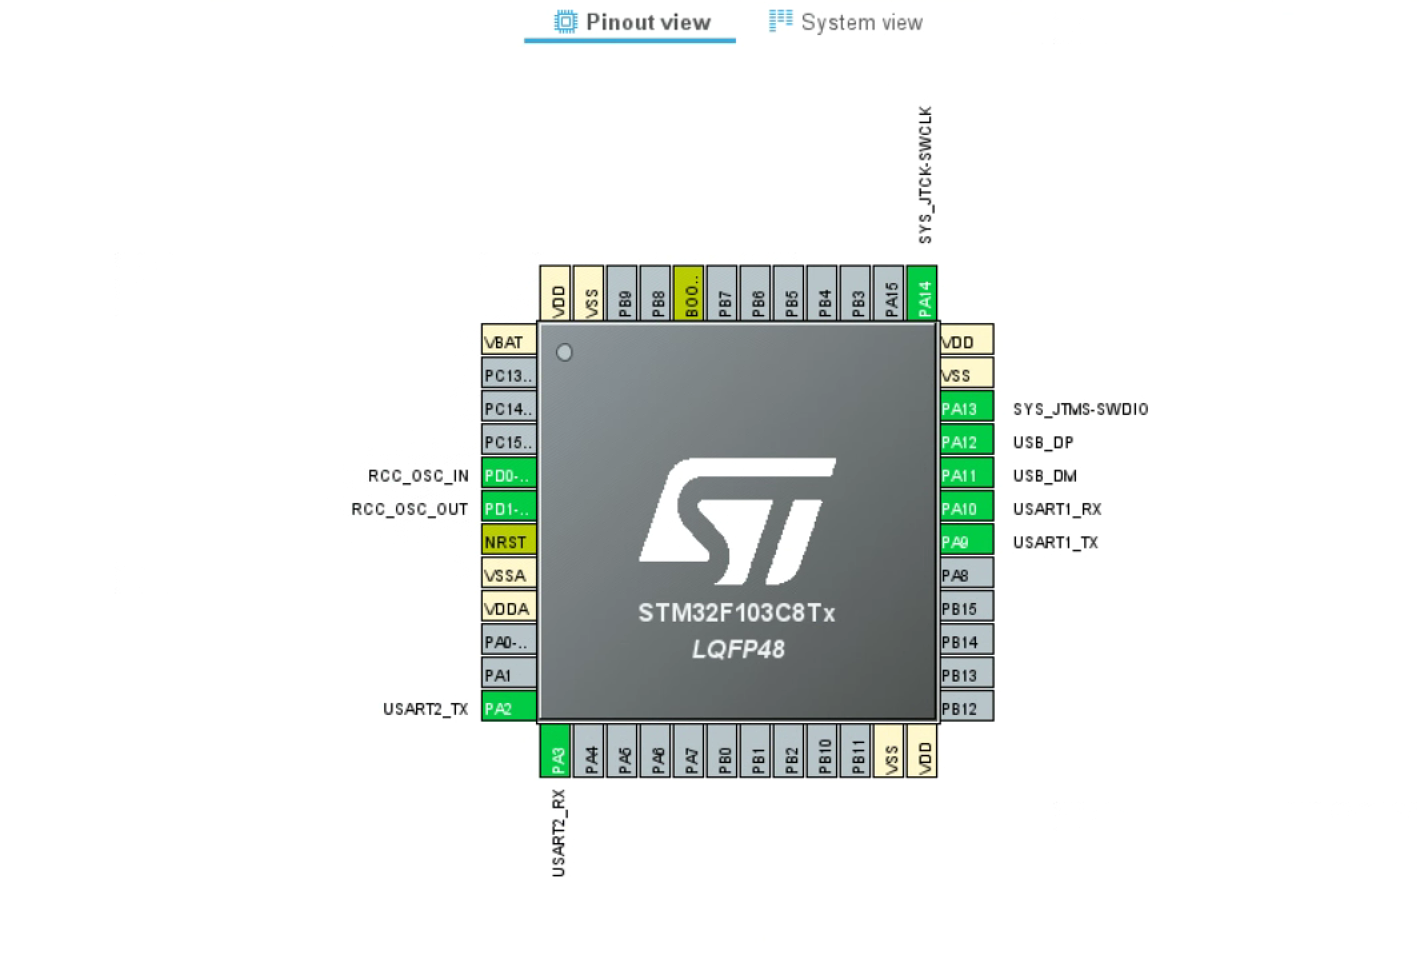 Pinout view
System view
SYS_JTCK-SWCLK
VDD
VSS
PB9
PB8
BOO..
PB7
PB6
PB5
PB4
PB3
PA15
PA14
VBAT
PC13..
PC14..
PC15..
RCC_OSC_IN PD0-..
RCC_OSC_OUT PD1-..
NRST
VSSA
VDDA
PA0-..
PA1
USART2_TX PA2
ST
STM32F103C8Tx
LQFP48
VDD
VSS
PA13 SYS_JTMS-SWDIO
PA12 USB_DP
PA11 USB_DM
PA10 USART1_RX
PA9 USART1_TX
PA8
PB15
PB14
PB13
PB12
PA3
PA4
PA5
PA6
PA7
PB0
PB1
PB2
PB10
PB11
VSS
VDD
USART2_RX